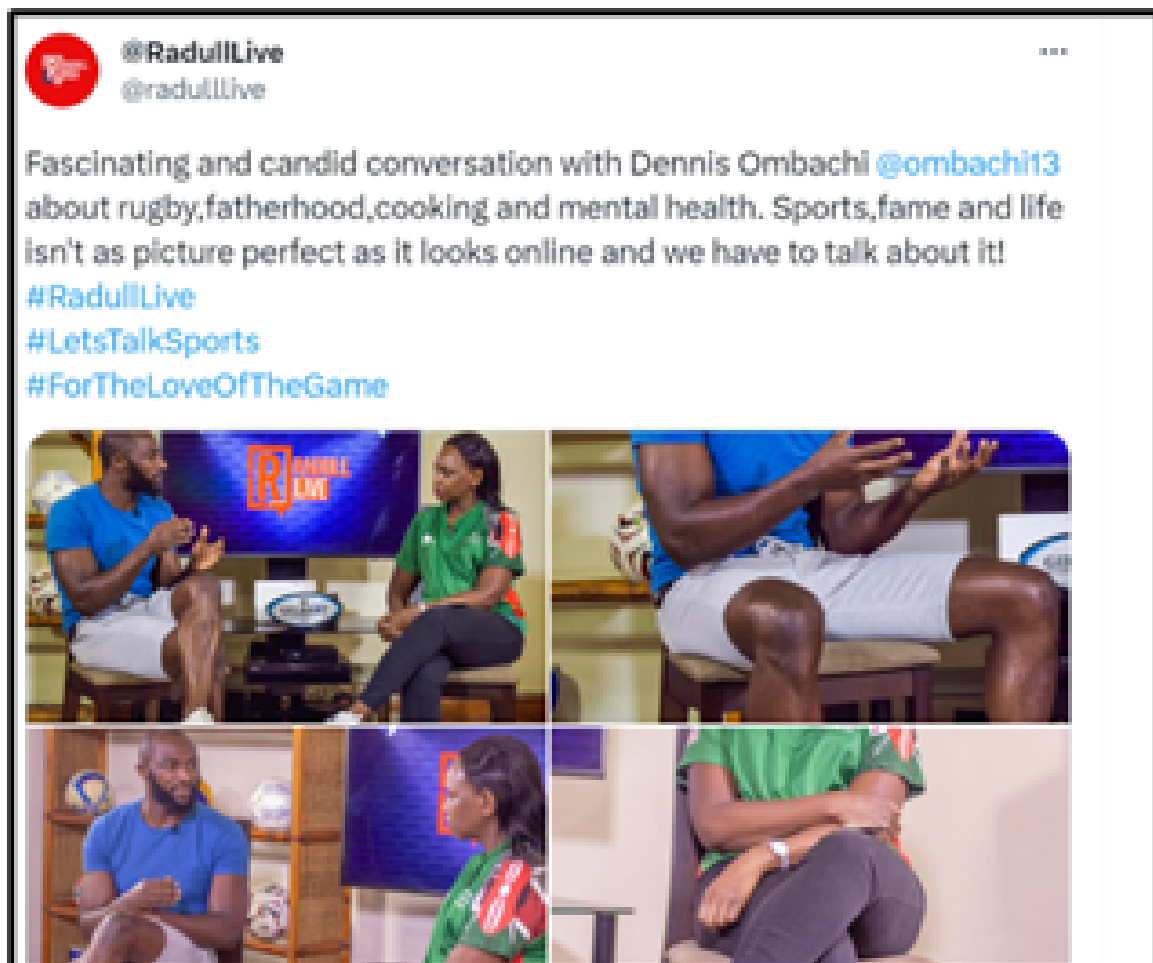 @RadullLive
@radulllive
Fascinating and candid conversation with Dennis Ombachi @ombachi13
about rugby,fatherhood,cooking and mental health. Sports,fame and life
isn't as picture perfect as it looks online and we have to talk about it!
#RadullLive
#LetsTalkSports
#ForTheLoveOfTheGame
R RADULL
LIVE